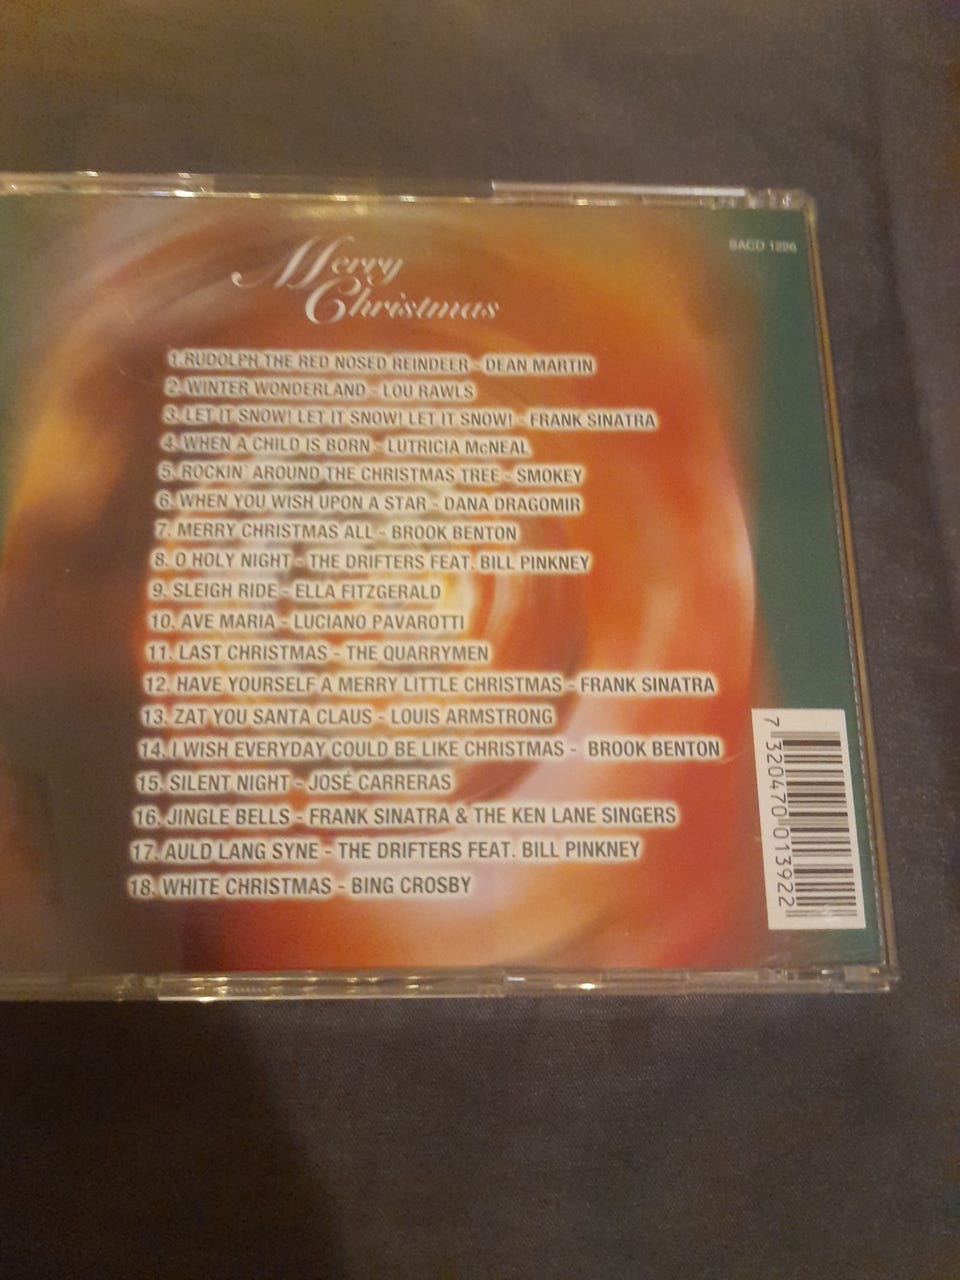 Merry
Christmas
SACD 1226
1. RUDOLPH THE RED NOSED REINDEER - DEAN MARTIN
2. WINTER WONDERLAND - LOU RAWLS
3. LET IT SNOW! LET IT SNOW! LET IT SNOW! - FRANK SINATRA
4. WHEN A CHILD IS BORN - LUTRICIA McNEAL
5. ROCKIN` AROUND THE CHRISTMAS TREE - SMOKEY
6. WHEN YOU WISH UPON A STAR - DANA DRAGOMIR
7. MERRY CHRISTMAS ALL - BROOK BENTON
8. O HOLY NIGHT - THE DRIFTERS FEAT. BILL PINKNEY
9. SLEIGH RIDE - ELLA FITZGERALD
10. AVE MARIA - LUCIANO PAVAROTTI
11. LAST CHRISTMAS - THE QUARRYMEN
12. HAVE YOURSELF A MERRY LITTLE CHRISTMAS - FRANK SINATRA
13. ZAT YOU SANTA CLAUS - LOUIS ARMSTRONG
14. I WISH EVERYDAY COULD BE LIKE CHRISTMAS - BROOK BENTON
15. SILENT NIGHT - JOSÉ CARRERAS
16. JINGLE BELLS - FRANK SINATRA & THE KEN LANE SINGERS
17. AULD LANG SYNE - THE DRIFTERS FEAT. BILL PINKNEY
18. WHITE CHRISTMAS - BING CROSBY
7 320470 013922